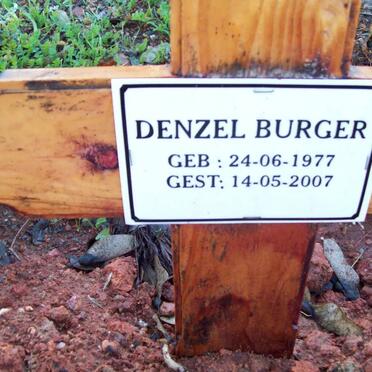 DENZEL BURGER
GEB : 24-06-1977
GEST: 14-05-2007